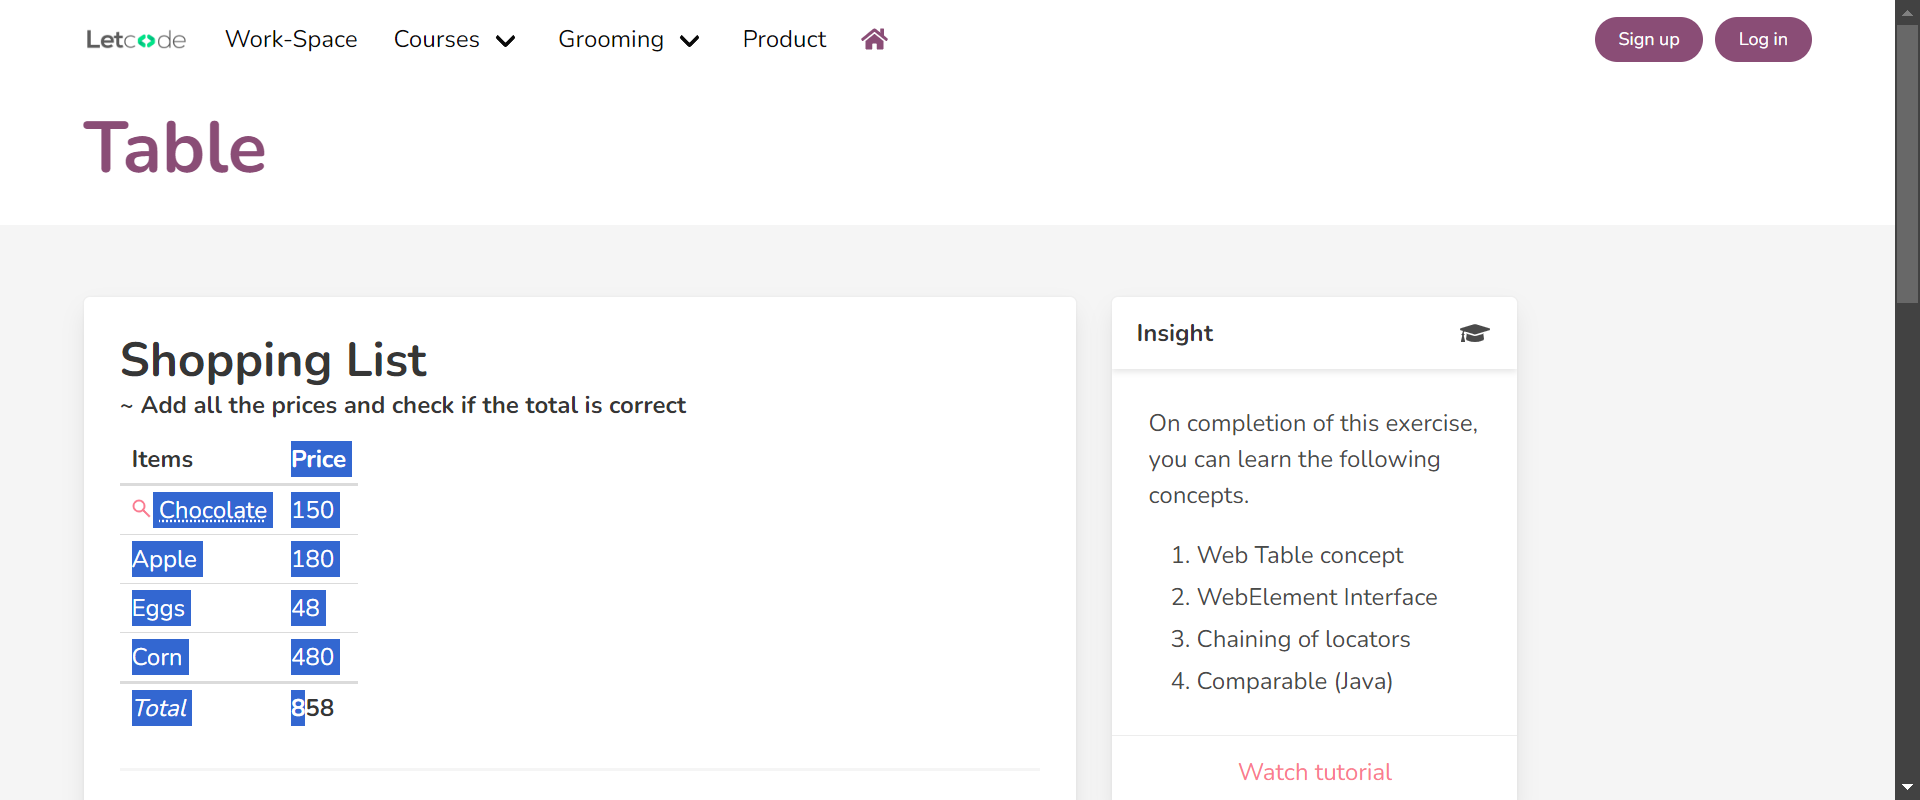 Letcode Work-Space Courses Grooming Product Sign up Log in
Table
Shopping List
~ Add all the prices and check if the total is correct
Items Price
Chocolate 150
Apple 180
Eggs 48
Corn 480
Total 858
Insight
On completion of this exercise,
you can learn the following
concepts.
1. Web Table concept
2. WebElement Interface
3. Chaining of locators
4. Comparable (Java)
Watch tutorial